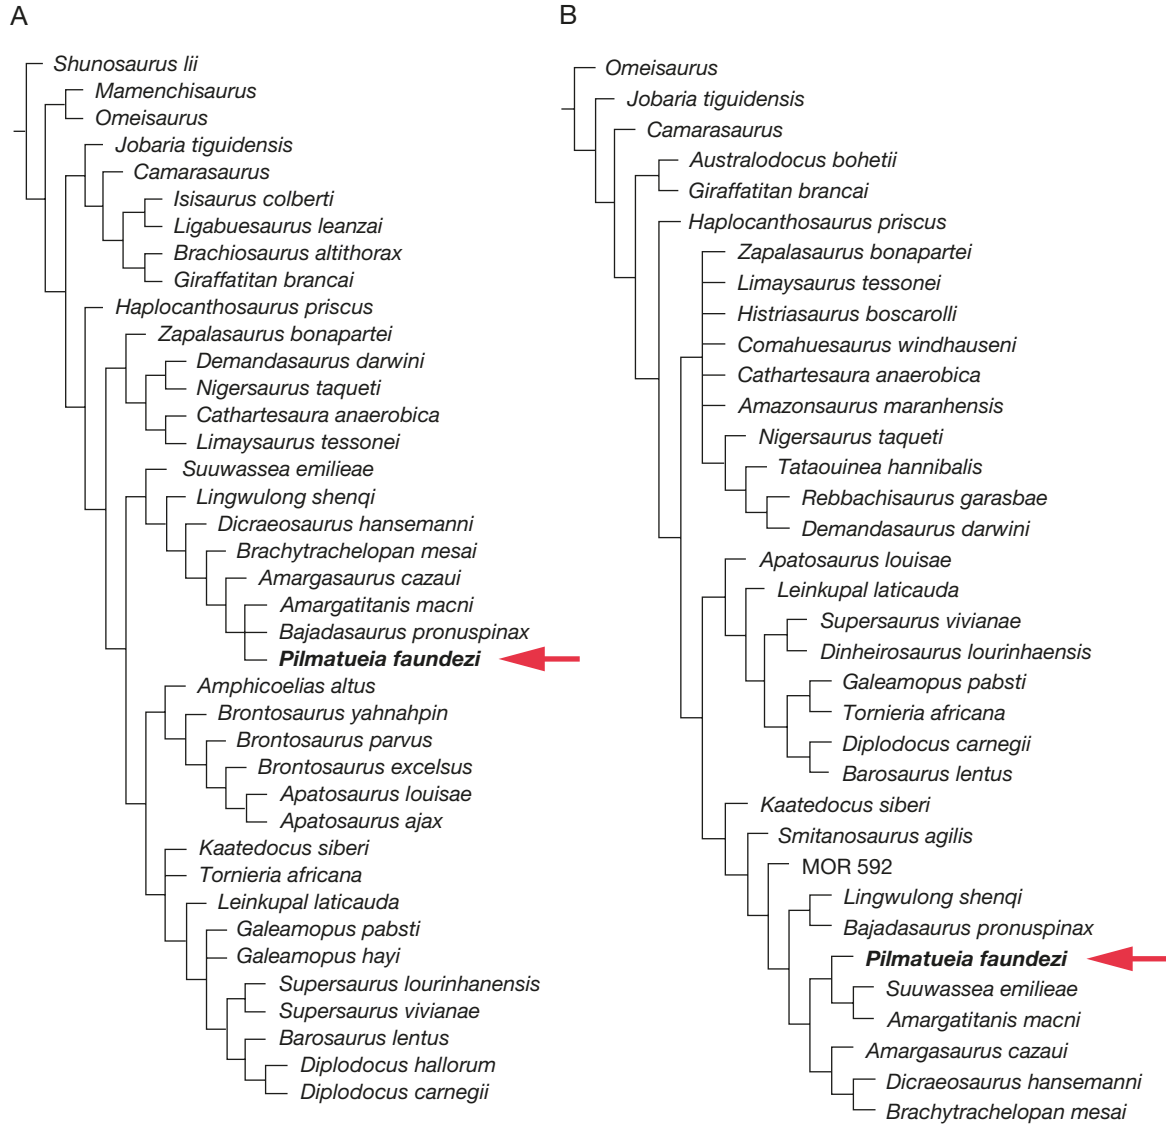 A
Shunosaurus lii
Mamenchisaurus
Omeisaurus
Jobaria tiguidensis
Camarasaurus
Isisaurus colberti
Ligabuesaurus leanzai
Brachiosaurus altithorax
Giraffatitan brancai
Haplocanthosaurus priscus
Zapalasaurus bonapartei
Demandasaurus darwini
Nigersaurus taqueti
Cathartesaura anaerobica
Limaysaurus tessonei
Suuwassea emilieae
Lingwulong shenqi
Dicraeosaurus hansemanni
Brachytrachelopan mesai
Amargasaurus cazaui
Amargatitanis macni
Bajadasaurus pronuspinax
Pilmatueia faundezi
Amphicoelias altus
Brontosaurus yahnahpin
Brontosaurus parvus
Brontosaurus excelsus
Apatosaurus louisae
Apatosaurus ajax
Kaatedocus siberi
Tornieria africana
Leinkupal laticauda
Galeamopus pabsti
Galeamopus hayi
Supersaurus lourinhanensis
Supersaurus vivianae
Barosaurus lentus
Diplodocus hallorum
Diplodocus carnegii
B
Omeisaurus
Jobaria tiguidensis
Camarasaurus
Australodocus bohetii
Giraffatitan brancai
Haplocanthosaurus priscus
Zapalasaurus bonapartei
Limaysaurus tessonei
Histriasaurus boscarolli
Comahuesaurus windhauseni
Cathartesaura anaerobica
Amazonsaurus maranhensis
Nigersaurus taqueti
Tataouinea hannibalis
Rebbachisaurus garasbae
Demandasaurus darwini
Apatosaurus louisae
Leinkupal laticauda
Supersaurus vivianae
Dinheirosaurus lourinhaensis
Galeamopus pabsti
Tornieria africana
Diplodocus carnegii
Barosaurus lentus
Kaatedocus siberi
Smitanosaurus agilis
MOR 592
Lingwulong shenqi
Bajadasaurus pronuspinax
Pilmatueia faundezi
Suuwassea emilieae
Amargatitanis macni
Amargasaurus cazaui
Dicraeosaurus hansemanni
Brachytrachelopan mesai